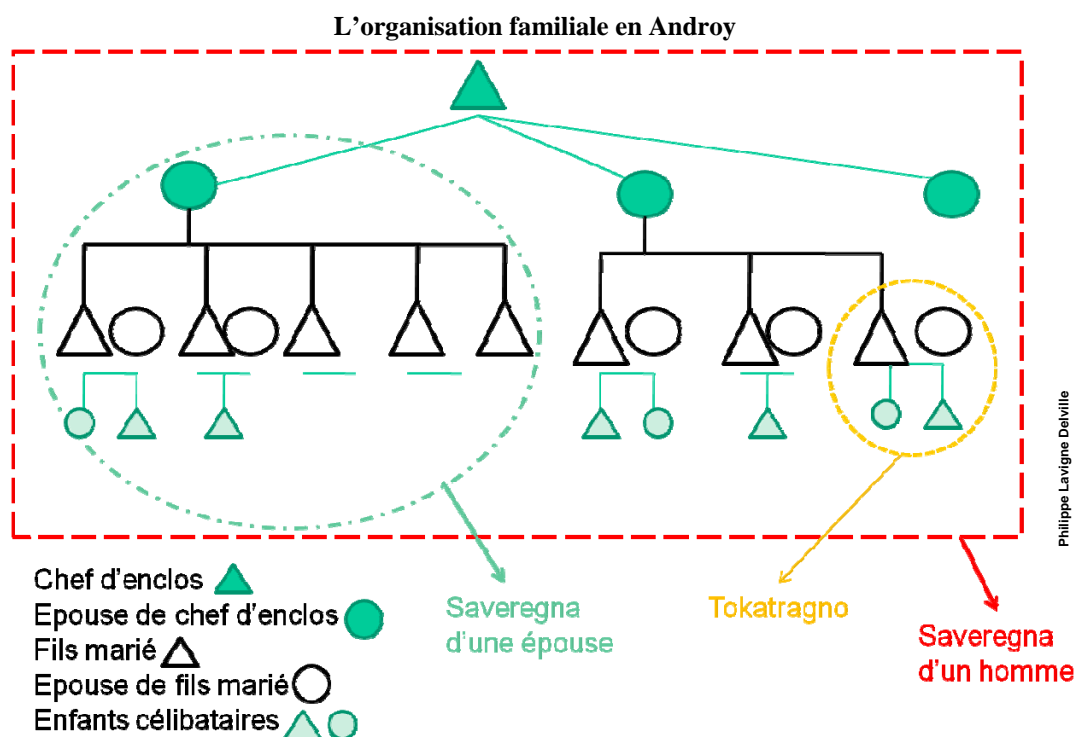 L'organisation familiale en Androy
Philippe Lavigne Delville
Chef d'enclos
Epouse de chef d'enclos
Fils marié
Epouse de fils marié
Enfants célibataires
Saveregna
d'une épouse
Tokatragno
Saveregna
d'un homme